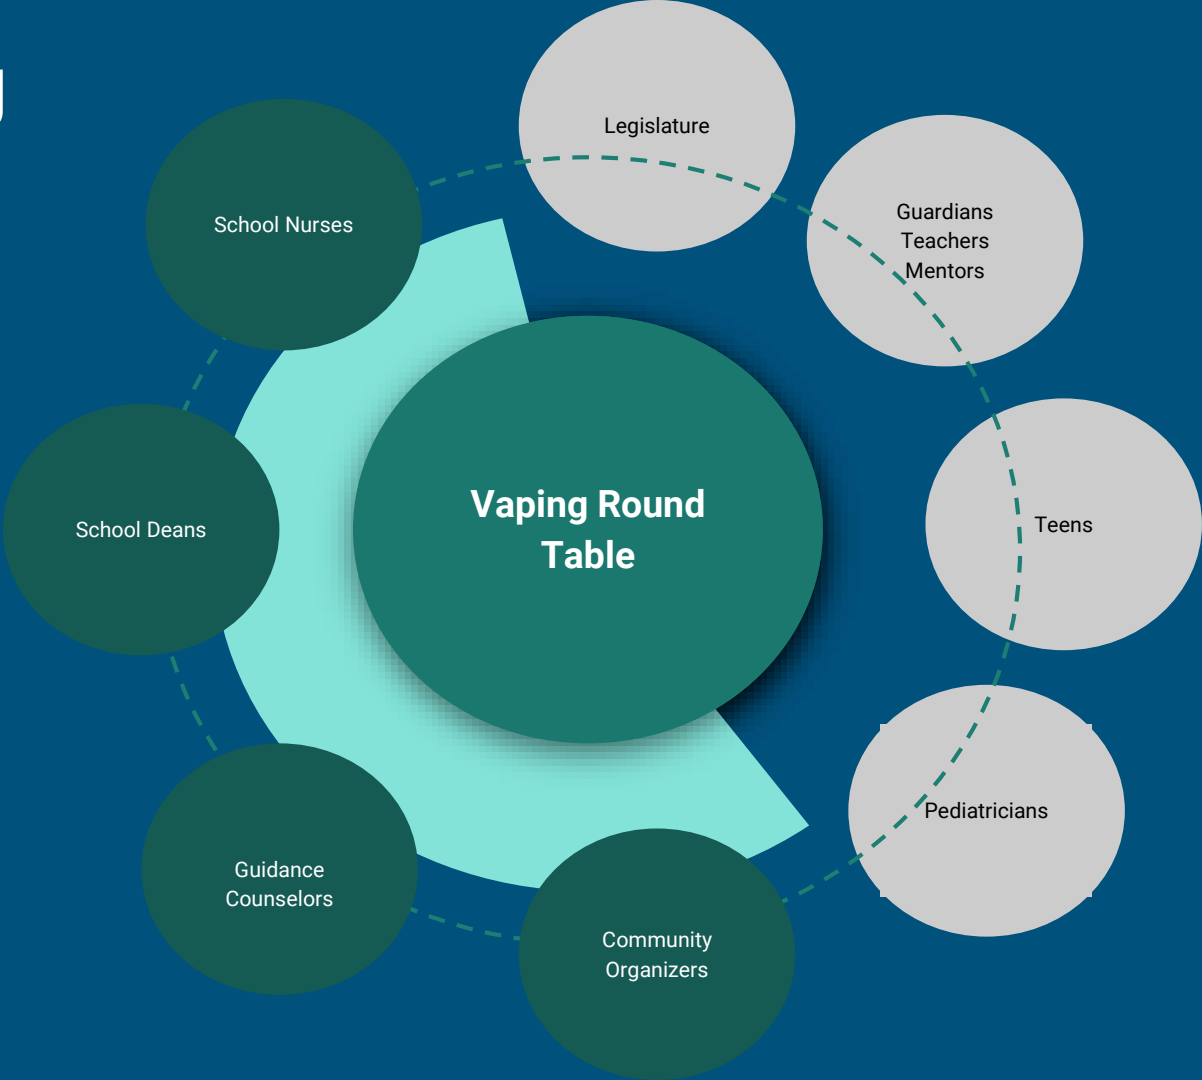 Legislature
Guardians
Teachers
Mentors
School Nurses
Teens
Vaping Round
Table
School Deans
Pediatricians
Guidance
Counselors
Community
Organizers